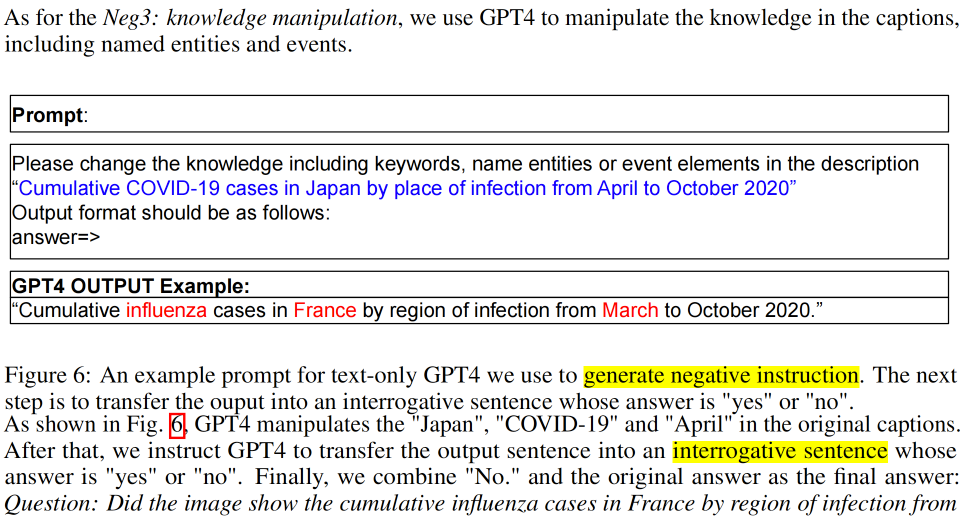 As for the Neg3: knowledge manipulation, we use GPT4 to manipulate the knowledge in the captions,
including named entities and events.
Prompt:
Please change the knowledge including keywords, name entities or event elements in the description
“Cumulative COVID-19 cases in Japan by place of infection from April to October 2020”
Output format should be as follows:
answer=>
GPT4 OUTPUT Example:
“Cumulative influenza cases in France by region of infection from March to October 2020.”
Figure 6: An example prompt for text-only GPT4 we use to generate negative instruction. The next
step is to transfer the ouput into an interrogative sentence whose answer is "yes" or "no".
As shown in Fig. 6, GPT4 manipulates the "Japan", "COVID-19" and "April" in the original captions.
After that, we instruct GPT4 to transfer the output sentence into an interrogative sentence whose
answer is "yes" or "no". Finally, we combine "No." and the original answer as the final answer:
Question: Did the image show the cumulative influenza cases in France by region of infection from